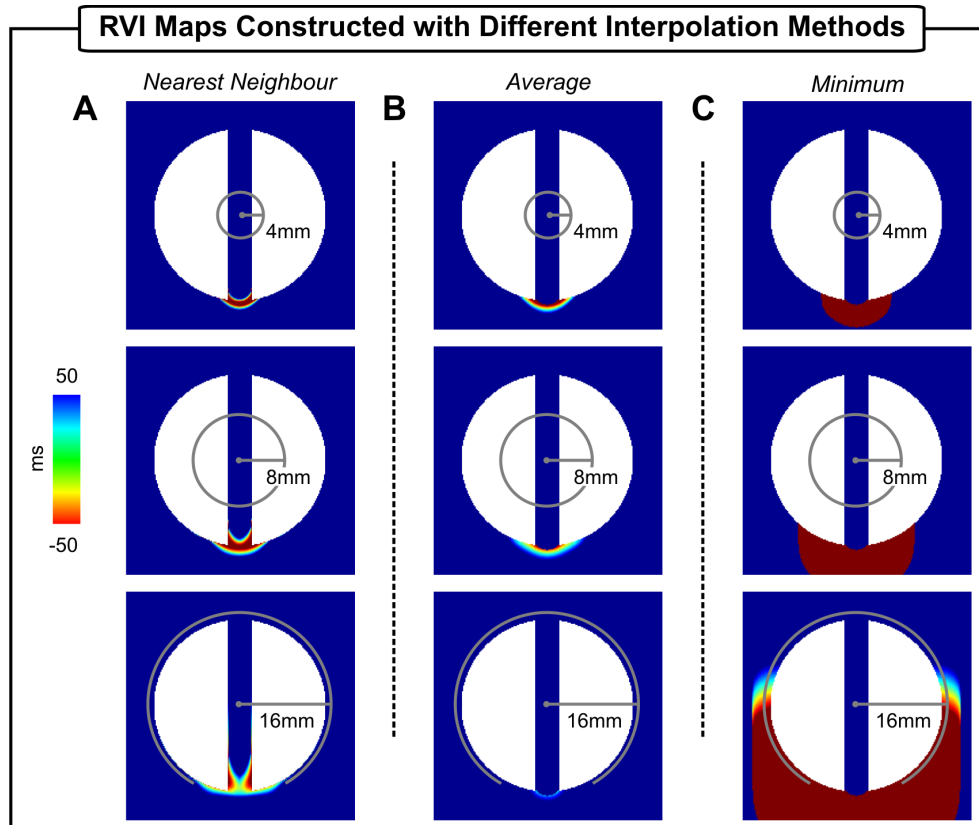 RVI Maps Constructed with Different Interpolation Methods
Nearest Neighbour
Average
Minimum
A
B
C
4mm
4mm
4mm
50
ms
-50
8mm
8mm
8mm
16mm
16mm
16mm